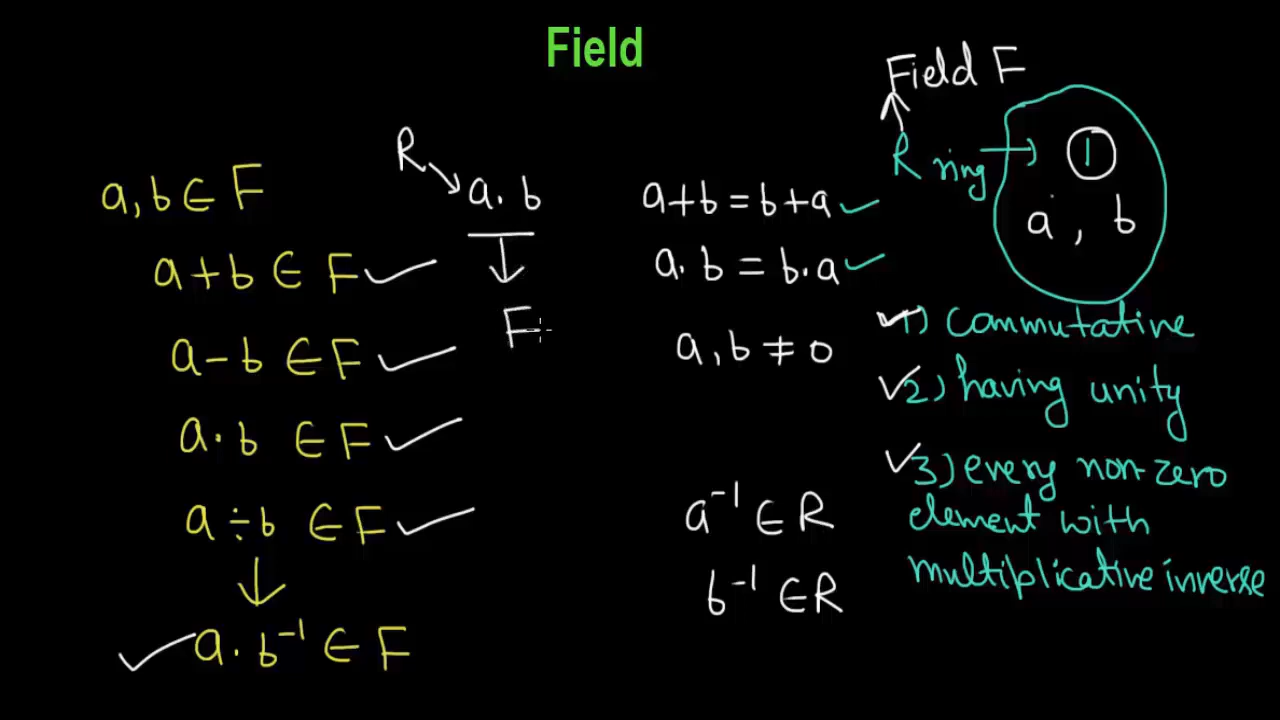 Field
a, b ∈ F
a + b ∈ F ✓
a - b ∈ F ✓
a . b ∈ F ✓
a ÷ b ∈ F ✓
↓
✓ a . b⁻¹ ∈ F
R → a . b
↓
F
a + b = b + a ✓
a . b = b . a ✓
a, b ≠ 0
a⁻¹ ∈ R
b⁻¹ ∈ R
Field F
R ring → 1
a, b
✓ 1) Commutative
✓ 2) having unity
✓ 3) every non-zero
element with
multiplicative inverse